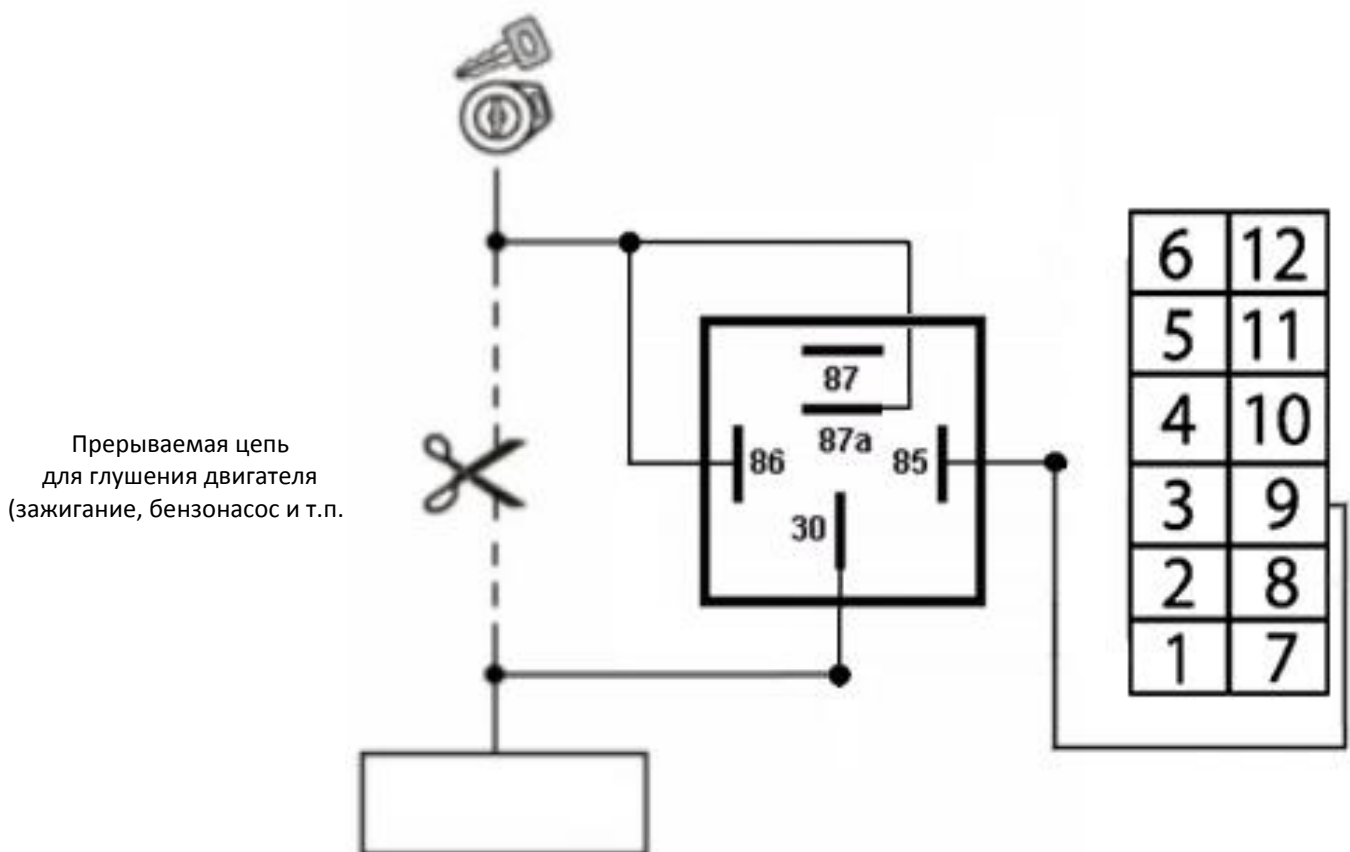 6 12
5 11
87
4 10
87a
86 85
Прерываемая цепь
для глушения двигателя
(зажигание, бензонасос и т.п.
3 9
30
2 8
1 7